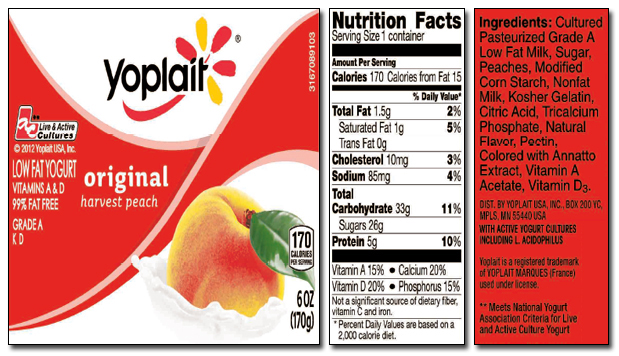 Yoplait
3167089103
Live & Active
Cultures
© 2012 Yoplait USA, Inc.
LOW FAT YOGURT
VITAMINS A & D
99% FAT FREE
GRADE A
K D
original
harvest peach
170
CALORIES
PER SERVING
6 OZ
(170g)
Nutrition Facts
Serving Size 1 container
Amount Per Serving
Calories 170 Calories from Fat 15
% Daily Value*
Total Fat 1.5g 2%
Saturated Fat 1g 5%
Trans Fat 0g
Cholesterol 10mg 3%
Sodium 85mg 4%
Total
Carbohydrate 33g 11%
Sugars 26g
Protein 5g 10%
Vitamin A 15% • Calcium 20%
Vitamin D 20% • Phosphorus 15%
Not a significant source of dietary fiber,
vitamin C and iron.
* Percent Daily Values are based on a
2,000 calorie diet.
Ingredients: Cultured
Pasteurized Grade A
Low Fat Milk, Sugar,
Peaches, Modified
Corn Starch, Nonfat
Milk, Kosher Gelatin,
Citric Acid, Tricalcium
Phosphate, Natural
Flavor, Pectin,
Colored with Annatto
Extract, Vitamin A
Acetate, Vitamin D3.
DIST. BY YOPLAIT USA, INC., BOX 200 YC,
MPLS, MN 55440 USA
WITH ACTIVE YOGURT CULTURES
INCLUDING L. ACIDOPHILUS
Yoplait is a registered trademark
of YOPLAIT MARQUES (France)
used under license.
** Meets National Yogurt
Association Criteria for Live
and Active Culture Yogurt